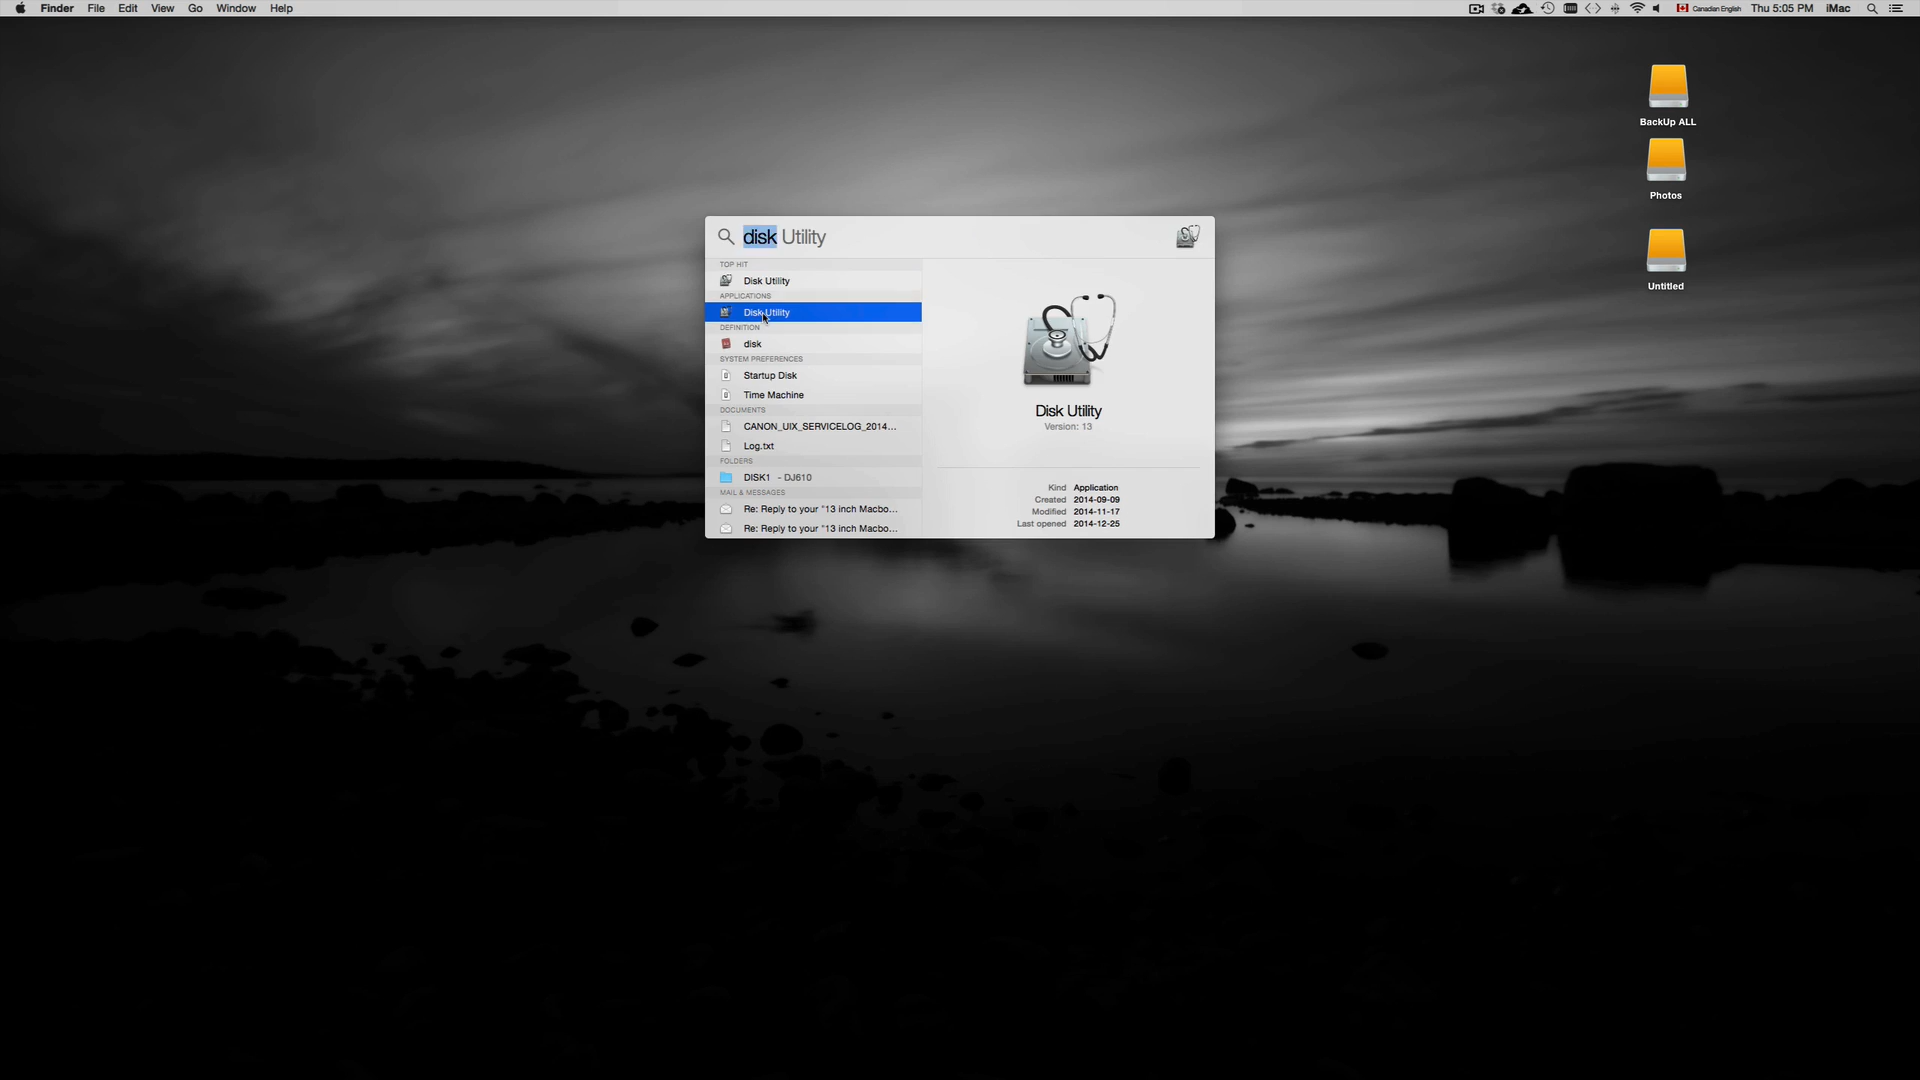 Finder File Edit View Go Window Help
Canadian English Thu 5:05 PM iMac
BackUp ALL
Photos
Untitled
disk Utility
TOP HIT
Disk Utility
APPLICATIONS
Disk Utility
DEFINITION
disk
SYSTEM PREFERENCES
Startup Disk
Time Machine
DOCUMENTS
CANON_UIX_SERVICELOG_2014...
Log.txt
FOLDERS
DISK1 - DJ610
MAIL & MESSAGES
Re: Reply to your "13 inch Macbo...
Re: Reply to your "13 inch Macbo...
Disk Utility
Version: 13
Kind Application
Created 2014-09-09
Modified 2014-11-17
Last opened 2014-12-25